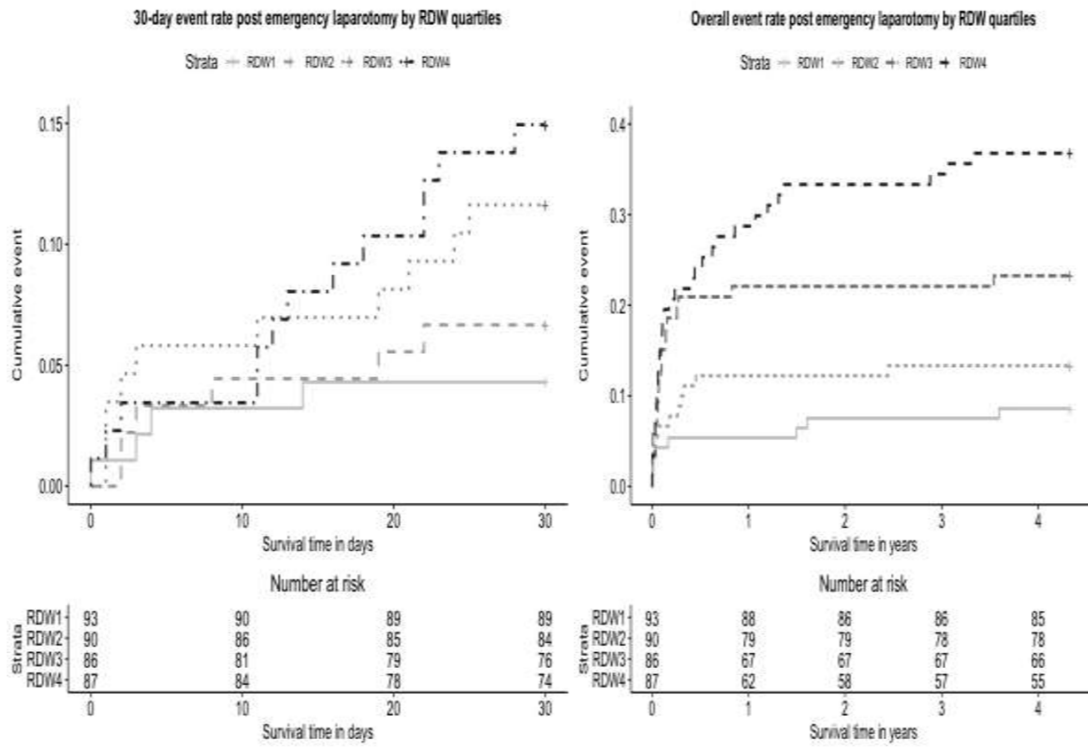 30-day event rate post emergency laparotomy by RDW quartiles
Strata RDW1 RDW2 RDW3 RDW4
0.15
0.10
0.05
0.00
Cumulative event
0 10 20 30
Survival time in days
Number at risk
Strata
RDW1 93 90 89 89
RDW2 90 86 85 84
RDW3 86 81 79 76
RDW4 87 84 78 74
0 10 20 30
Survival time in days
Overall event rate post emergency laparotomy by RDW quartiles
Strata RDW1 RDW2 RDW3 RDW4
0.4
0.3
0.2
0.1
0.0
Cumulative event
0 1 2 3 4
Survival time in years
Number at risk
Strata
RDW1 93 88 86 86 85
RDW2 90 79 79 78 78
RDW3 86 67 67 67 66
RDW4 87 62 58 57 55
0 1 2 3 4
Survival time in years